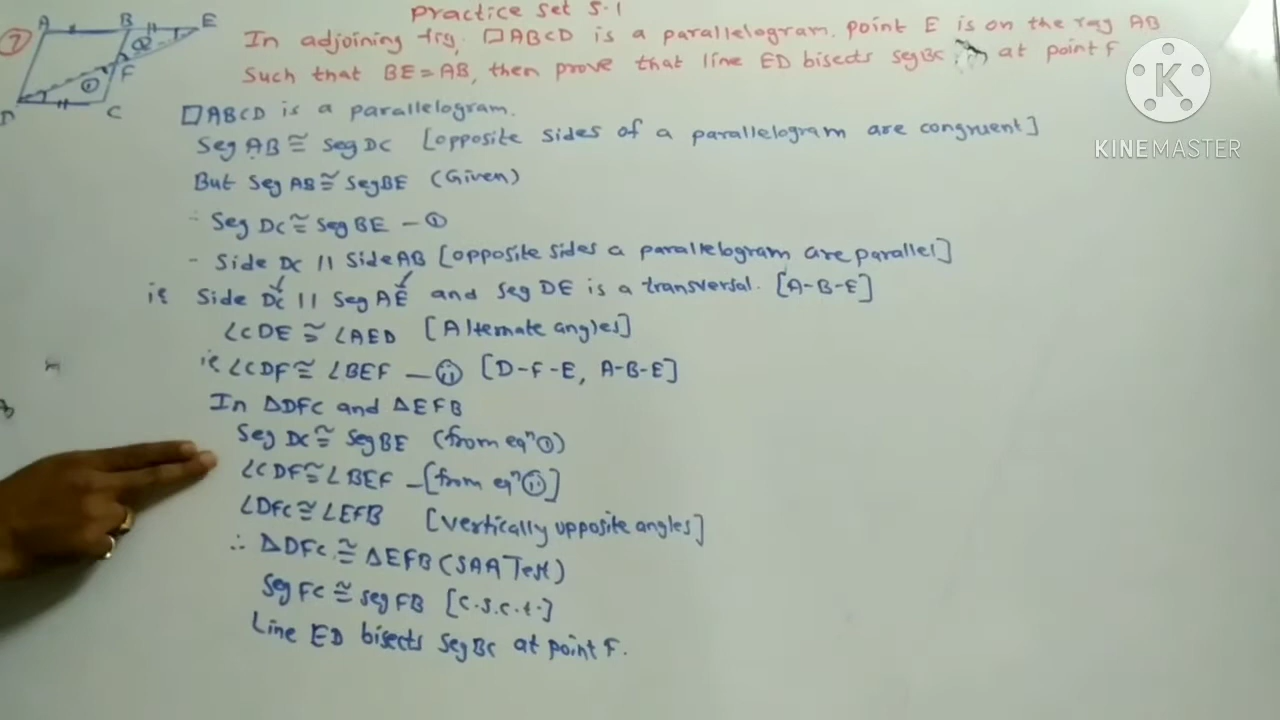 Practice Set 5.1
7
A B E
In adjoining fig, □ABCD is a parallelogram. point E is on the ray AB
Such that BE = AB, then prove that line ED bisects seg BC at point F
F
D C
□ABCD is a parallelogram.
Seg AB ≅ seg DC [opposite sides of a parallelogram are congruent]
But Seg AB ≅ seg BE (Given)
∴ Seg DC ≅ seg BE - ①
- Side DC || Side AB [opposite sides a parallelogram are parallel]
ie Side DC || Seg AE and seg DE is a transversal. [A-B-E]
∠CDE ≅ ∠AED [Alternate angles]
ie ∠CDF ≅ ∠BEF - ⅱ [D-F-E, A-B-E]
In △DFC and △EFB
Seg DC ≅ seg BE (from eqⁿ ①)
∠CDF ≅ ∠BEF - [from eqⁿ ⅱ]
∠DFC ≅ ∠EFB [vertically opposite angles]
∴ △DFC ≅ △EFB (SAA Test)
Seg FC ≅ seg FB [C.S.C.t.]
Line ED bisects seg BC at point F.
K
KINEMASTER